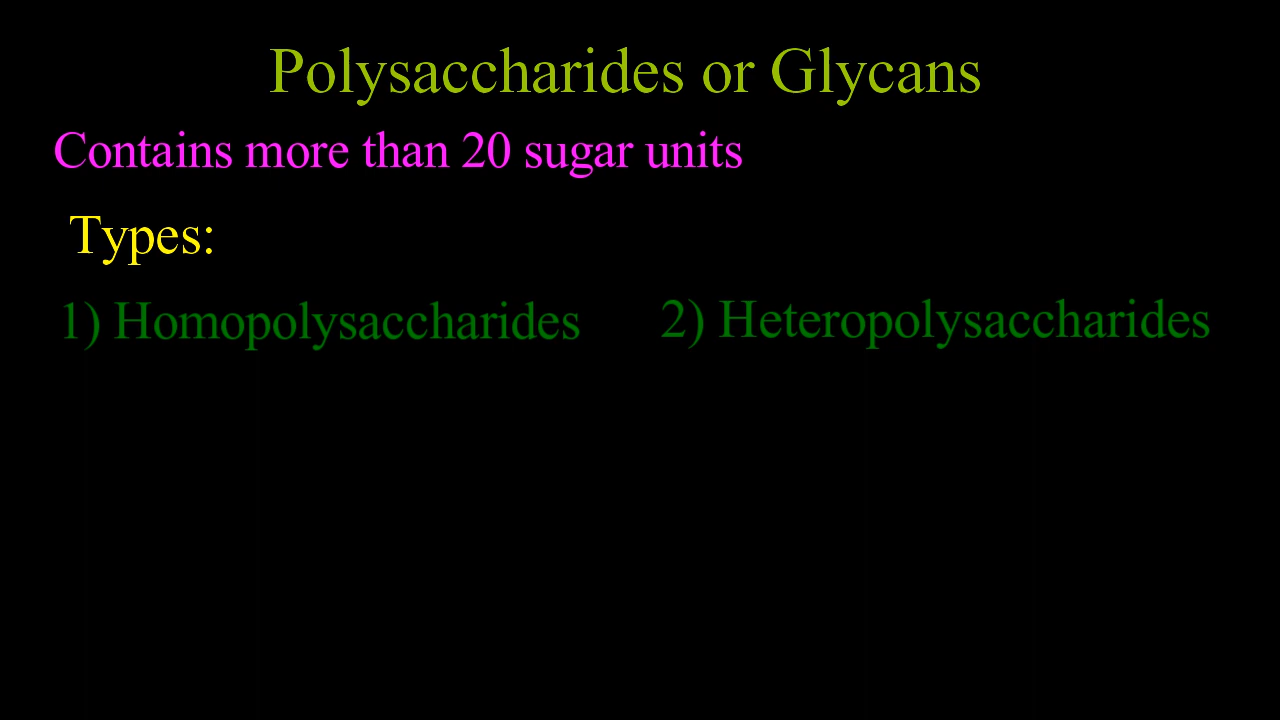 Polysaccharides or Glycans
Contains more than 20 sugar units
Types:
1) Homopolysaccharides 2) Heteropolysaccharides